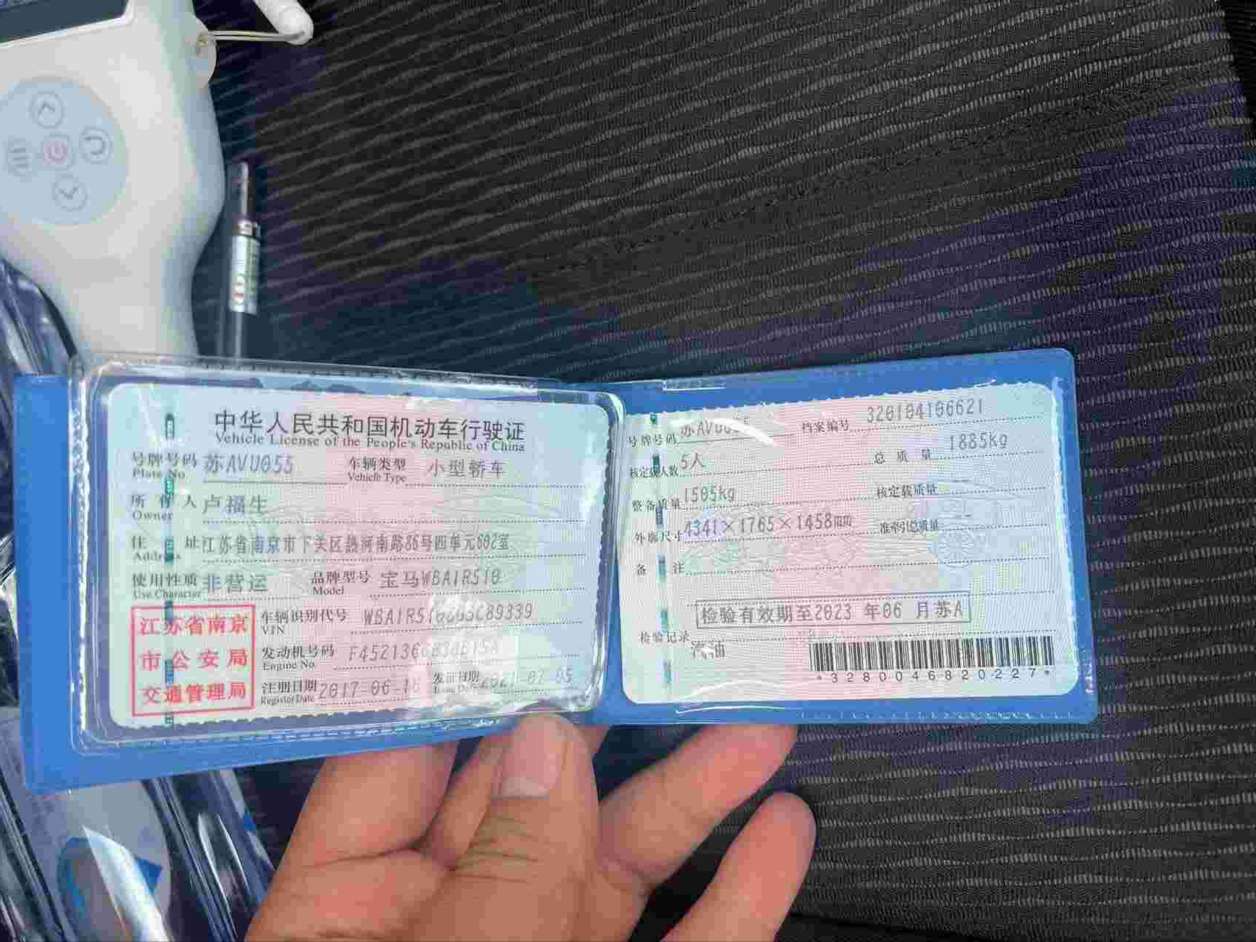 中华人民共和国机动车行驶证
Vehicle License of the People's Republic of China
号牌号码 苏AVU055 车辆类型 小型轿车
Plate No. Vehicle Type
所有人 卢福生
Owner
住址 江苏省南京市下关区热河南路86号四单元602室
Address
使用性质 非营运 品牌型号 宝马WBA1R510
Use Character Model
江苏省南京市公安局交通管理局
车辆识别代号
VIN
发动机号码
Engine No.
注册日期 2017-06-16 发证日期
Register Date Issue Date
号牌号码 苏AVU055 档案编号 320104106621
核定载人数 5人 总质量 1885kg
整备质量 1505kg 核定载质量 --
外廓尺寸 4341×1765×1458mm 准牵引总质量 --
备注
检验有效期至2023年06月苏A
检验记录
汽油
*3280046820227*